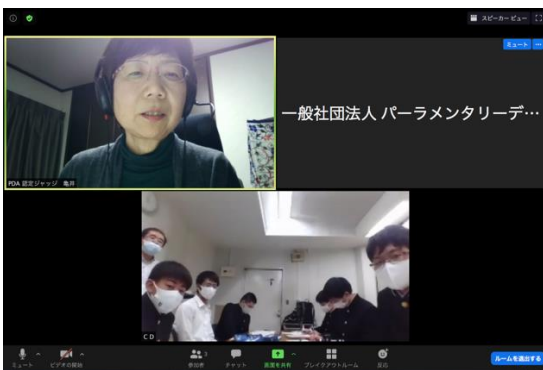 スピーカー ビュー
ミュート
PDA 認定ジャッジ 亀井
一般社団法人 パーラメンタリーデ…
C D
ミュート
ビデオの開始
参加者
2
チャット
画面を共有
ブレイクアウトルーム
反応
ルームを退出する